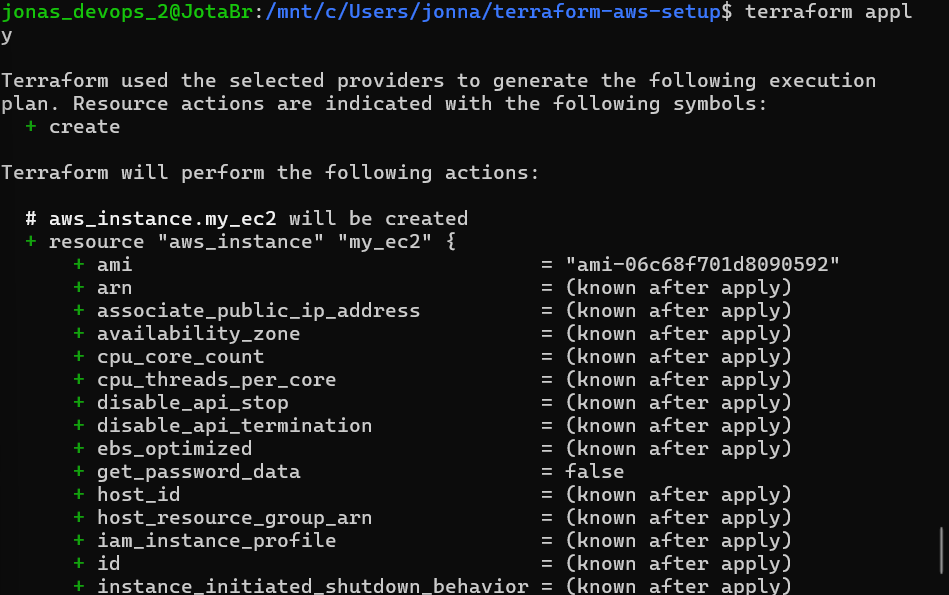 jonas_devops_2@JotaBr:/mnt/c/Users/jonna/terraform-aws-setup$ terraform appl
y
Terraform used the selected providers to generate the following execution
plan. Resource actions are indicated with the following symbols:
+ create
Terraform will perform the following actions:
# aws_instance.my_ec2 will be created
+ resource "aws_instance" "my_ec2" {
+ ami = "ami-06c68f701d8090592"
+ arn = (known after apply)
+ associate_public_ip_address = (known after apply)
+ availability_zone = (known after apply)
+ cpu_core_count = (known after apply)
+ cpu_threads_per_core = (known after apply)
+ disable_api_stop = (known after apply)
+ disable_api_termination = (known after apply)
+ ebs_optimized = (known after apply)
+ get_password_data = false
+ host_id = (known after apply)
+ host_resource_group_arn = (known after apply)
+ iam_instance_profile = (known after apply)
+ id = (known after apply)
+ instance_initiated_shutdown_behavior = (known after apply)